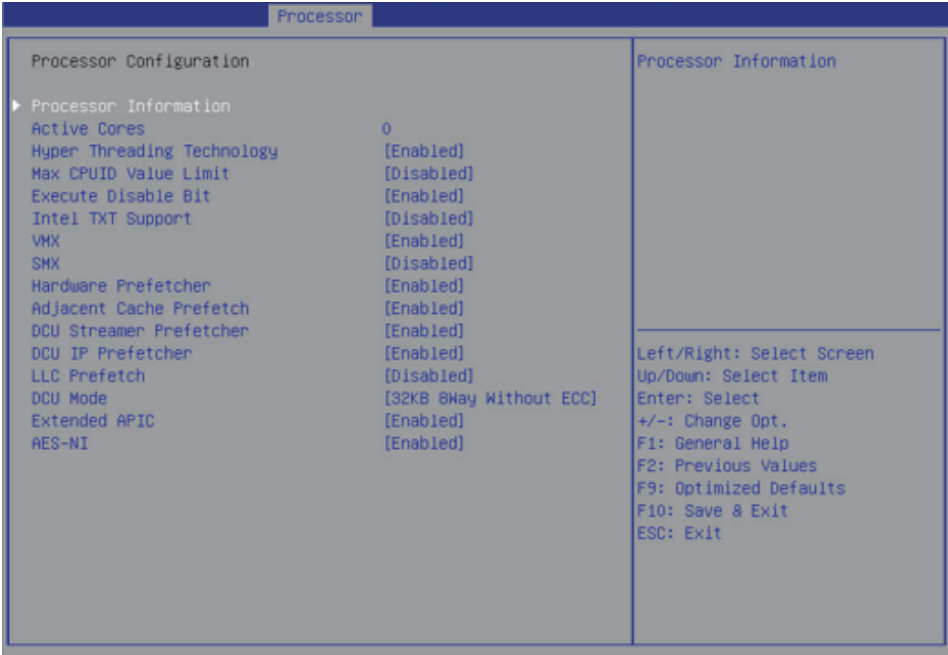 Processor
Processor Configuration
Processor Information
Active Cores 0
Hyper Threading Technology [Enabled]
Max CPUID Value Limit [Disabled]
Execute Disable Bit [Enabled]
Intel TXT Support [Disabled]
VMX [Enabled]
SMX [Disabled]
Hardware Prefetcher [Enabled]
Adjacent Cache Prefetch [Enabled]
DCU Streamer Prefetcher [Enabled]
DCU IP Prefetcher [Enabled]
LLC Prefetch [Disabled]
DCU Mode [32KB 8Way Without ECC]
Extended APIC [Enabled]
AES-NI [Enabled]
Processor Information
Left/Right: Select Screen
Up/Down: Select Item
Enter: Select
+/-: Change Opt.
F1: General Help
F2: Previous Values
F9: Optimized Defaults
F10: Save & Exit
ESC: Exit